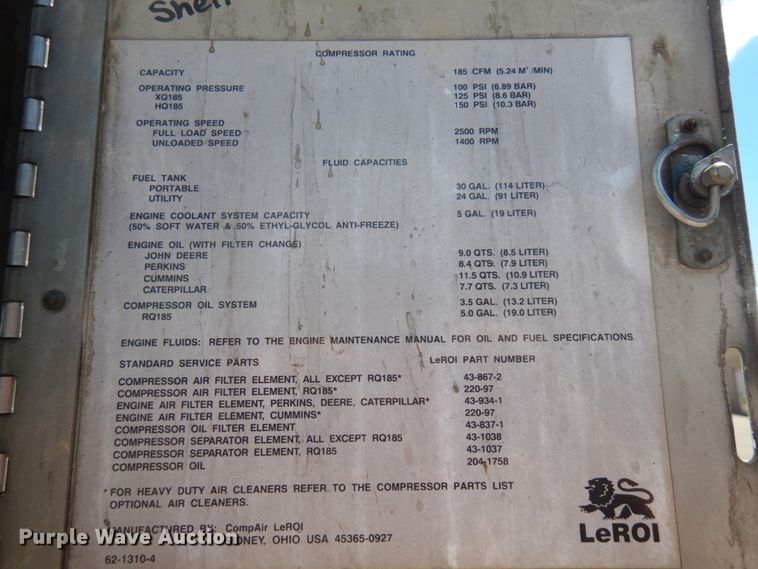 Shell
COMPRESSOR RATING
CAPACITY 185 CFM (5.24 M³/MIN)
OPERATING PRESSURE 100 PSI (6.89 BAR)
XQ185 125 PSI (8.6 BAR)
HQ185 150 PSI (10.3 BAR)
OPERATING SPEED
FULL LOAD SPEED 2500 RPM
UNLOADED SPEED 1400 RPM
FLUID CAPACITIES
FUEL TANK
PORTABLE 30 GAL. (114 LITER)
UTILITY 24 GAL. (91 LITER)
ENGINE COOLANT SYSTEM CAPACITY 5 GAL. (19 LITER)
(50% SOFT WATER & 50% ETHYL-GLYCOL ANTI-FREEZE)
ENGINE OIL (WITH FILTER CHANGE)
JOHN DEERE 9.0 QTS. (8.5 LITER)
PERKINS 8.4 QTS. (7.9 LITER)
CUMMINS 11.5 QTS. (10.9 LITER)
CATERPILLAR 7.7 QTS. (7.3 LITER)
COMPRESSOR OIL SYSTEM 3.5 GAL. (13.2 LITER)
RQ185 5.0 GAL. (19.0 LITER)
ENGINE FLUIDS: REFER TO THE ENGINE MAINTENANCE MANUAL FOR OIL AND FUEL SPECIFICATIONS
STANDARD SERVICE PARTS LeROI PART NUMBER
COMPRESSOR AIR FILTER ELEMENT, ALL EXCEPT RQ185* 43-867-2
COMPRESSOR AIR FILTER ELEMENT, RQ185* 220-97
ENGINE AIR FILTER ELEMENT, PERKINS, DEERE, CATERPILLAR* 43-934-1
ENGINE AIR FILTER ELEMENT, CUMMINS* 220-97
COMPRESSOR OIL FILTER ELEMENT 43-837-1
COMPRESSOR SEPARATOR ELEMENT, ALL EXCEPT RQ185 43-1038
COMPRESSOR SEPARATOR ELEMENT, RQ185 43-1037
COMPRESSOR OIL 204-1758
*FOR HEAVY DUTY AIR CLEANERS REFER TO THE COMPRESSOR PARTS LIST
OPTIONAL AIR CLEANERS.
MANUFACTURED BY: CompAir LeROI
SIDNEY, OHIO USA 45365-0927
62-1310-4
LeROI
Purple Wave Auction